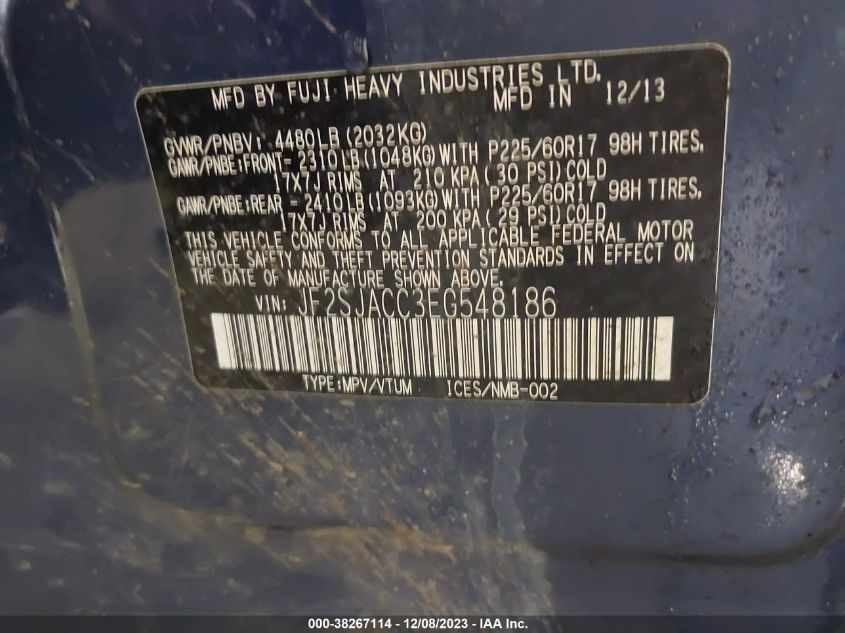 MFD BY FUJI HEAVY INDUSTRIES LTD.
MFD IN 12/13
GVWR/PNBV: 4480LB(2032KG)
GAWR/PNBE:FRONT- 2310LB(1048KG)WITH P225/60R17 98H TIRES,
17X7J RIMS AT 210 KPA(30 PSI)COLD
GAWR/PNBE:REAR - 2410LB(1093KG)WITH P225/60R17 98H TIRES,
17X7J RIMS AT 200 KPA(29 PSI)COLD
THIS VEHICLE CONFORMS TO ALL APPLICABLE FEDERAL MOTOR
VEHICLE SAFETY AND THEFT PREVENTION STANDARDS IN EFFECT ON
THE DATE OF MANUFACTURE SHOWN ABOVE.
VIN: JF2SJACC3EG548186
TYPE:MPV/VTUM ICES/NMB-002
000-38267114 - 12/08/2023 - IAA Inc.